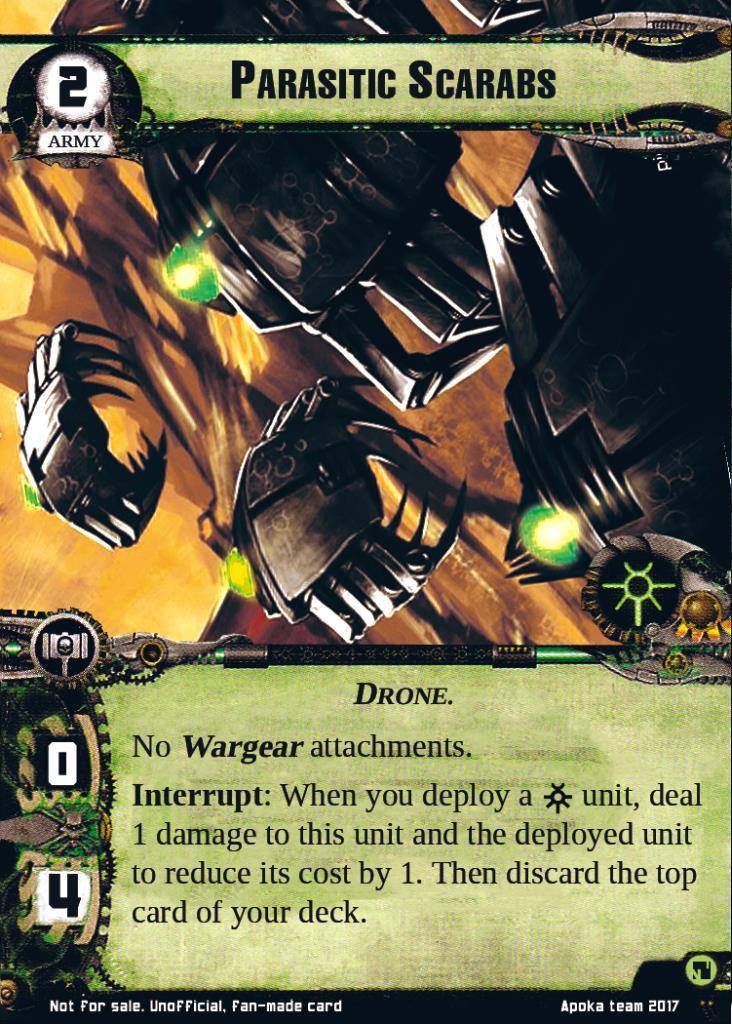 2
PARASITIC SCARABS
ARMY
DRONE.
No Wargear attachments.
0
Interrupt: When you deploy a unit, deal
1 damage to this unit and the deployed unit
to reduce its cost by 1. Then discard the top
card of your deck.
4
Not for sale. Unofficial, fan-made card
Apoka team 2017